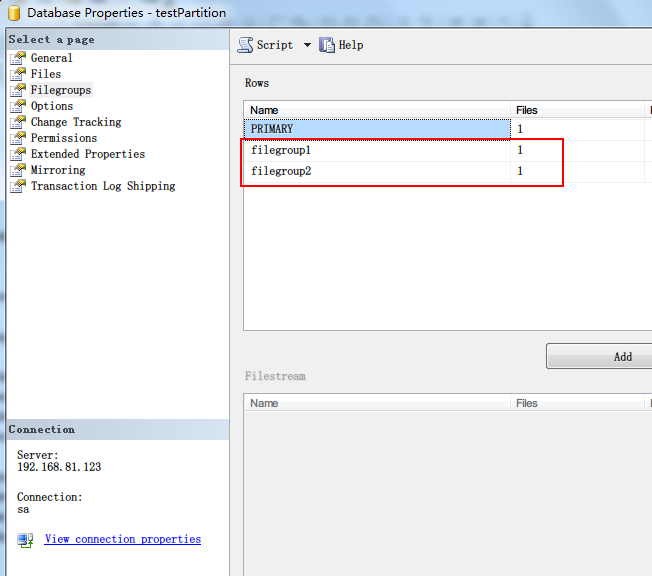 Database Properties - testPartition
Select a page
General
Files
Filegroups
Options
Change Tracking
Permissions
Extended Properties
Mirroring
Transaction Log Shipping
Connection
Server:
192.168.81.123
Connection:
sa
View connection properties
Script Help
Rows
Name Files
PRIMARY 1
filegroup1 1
filegroup2 1
Add
Filestream
Name Files